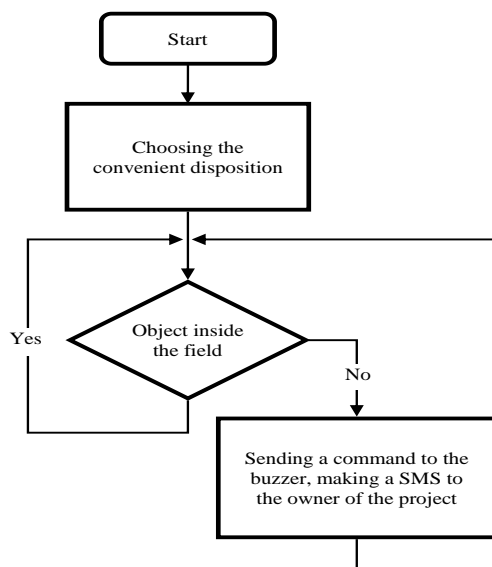 Start
Choosing the
convenient disposition
Object inside
the field
Yes
No
Sending a command to the
buzzer, making a SMS to
the owner of the project